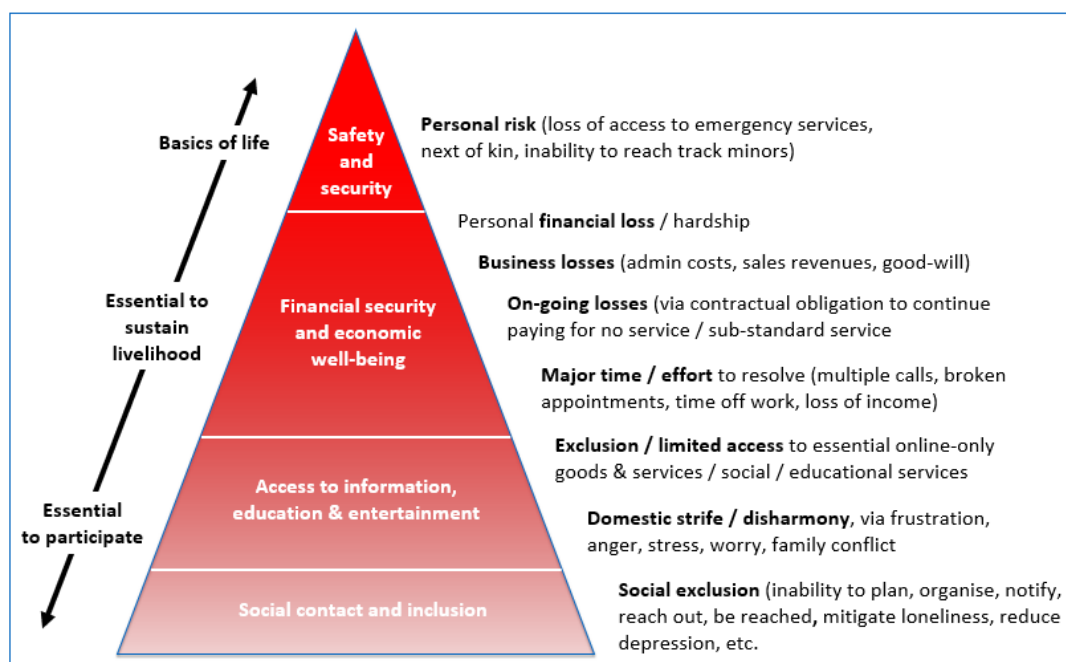 Basics of life
Essential to
sustain
livelihood
Essential
to participate
Safety
and
security
Financial security
and economic
well-being
Access to information,
education & entertainment
Social contact and inclusion
Personal risk (loss of access to emergency services,
next of kin, inability to reach track minors)
Personal financial loss / hardship
Business losses (admin costs, sales revenues, good-will)
On-going losses (via contractual obligation to continue
paying for no service / sub-standard service
Major time / effort to resolve (multiple calls, broken
appointments, time off work, loss of income)
Exclusion / limited access to essential online-only
goods & services / social / educational services
Domestic strife / disharmony, via frustration,
anger, stress, worry, family conflict
Social exclusion (inability to plan, organise, notify,
reach out, be reached, mitigate loneliness, reduce
depression, etc.